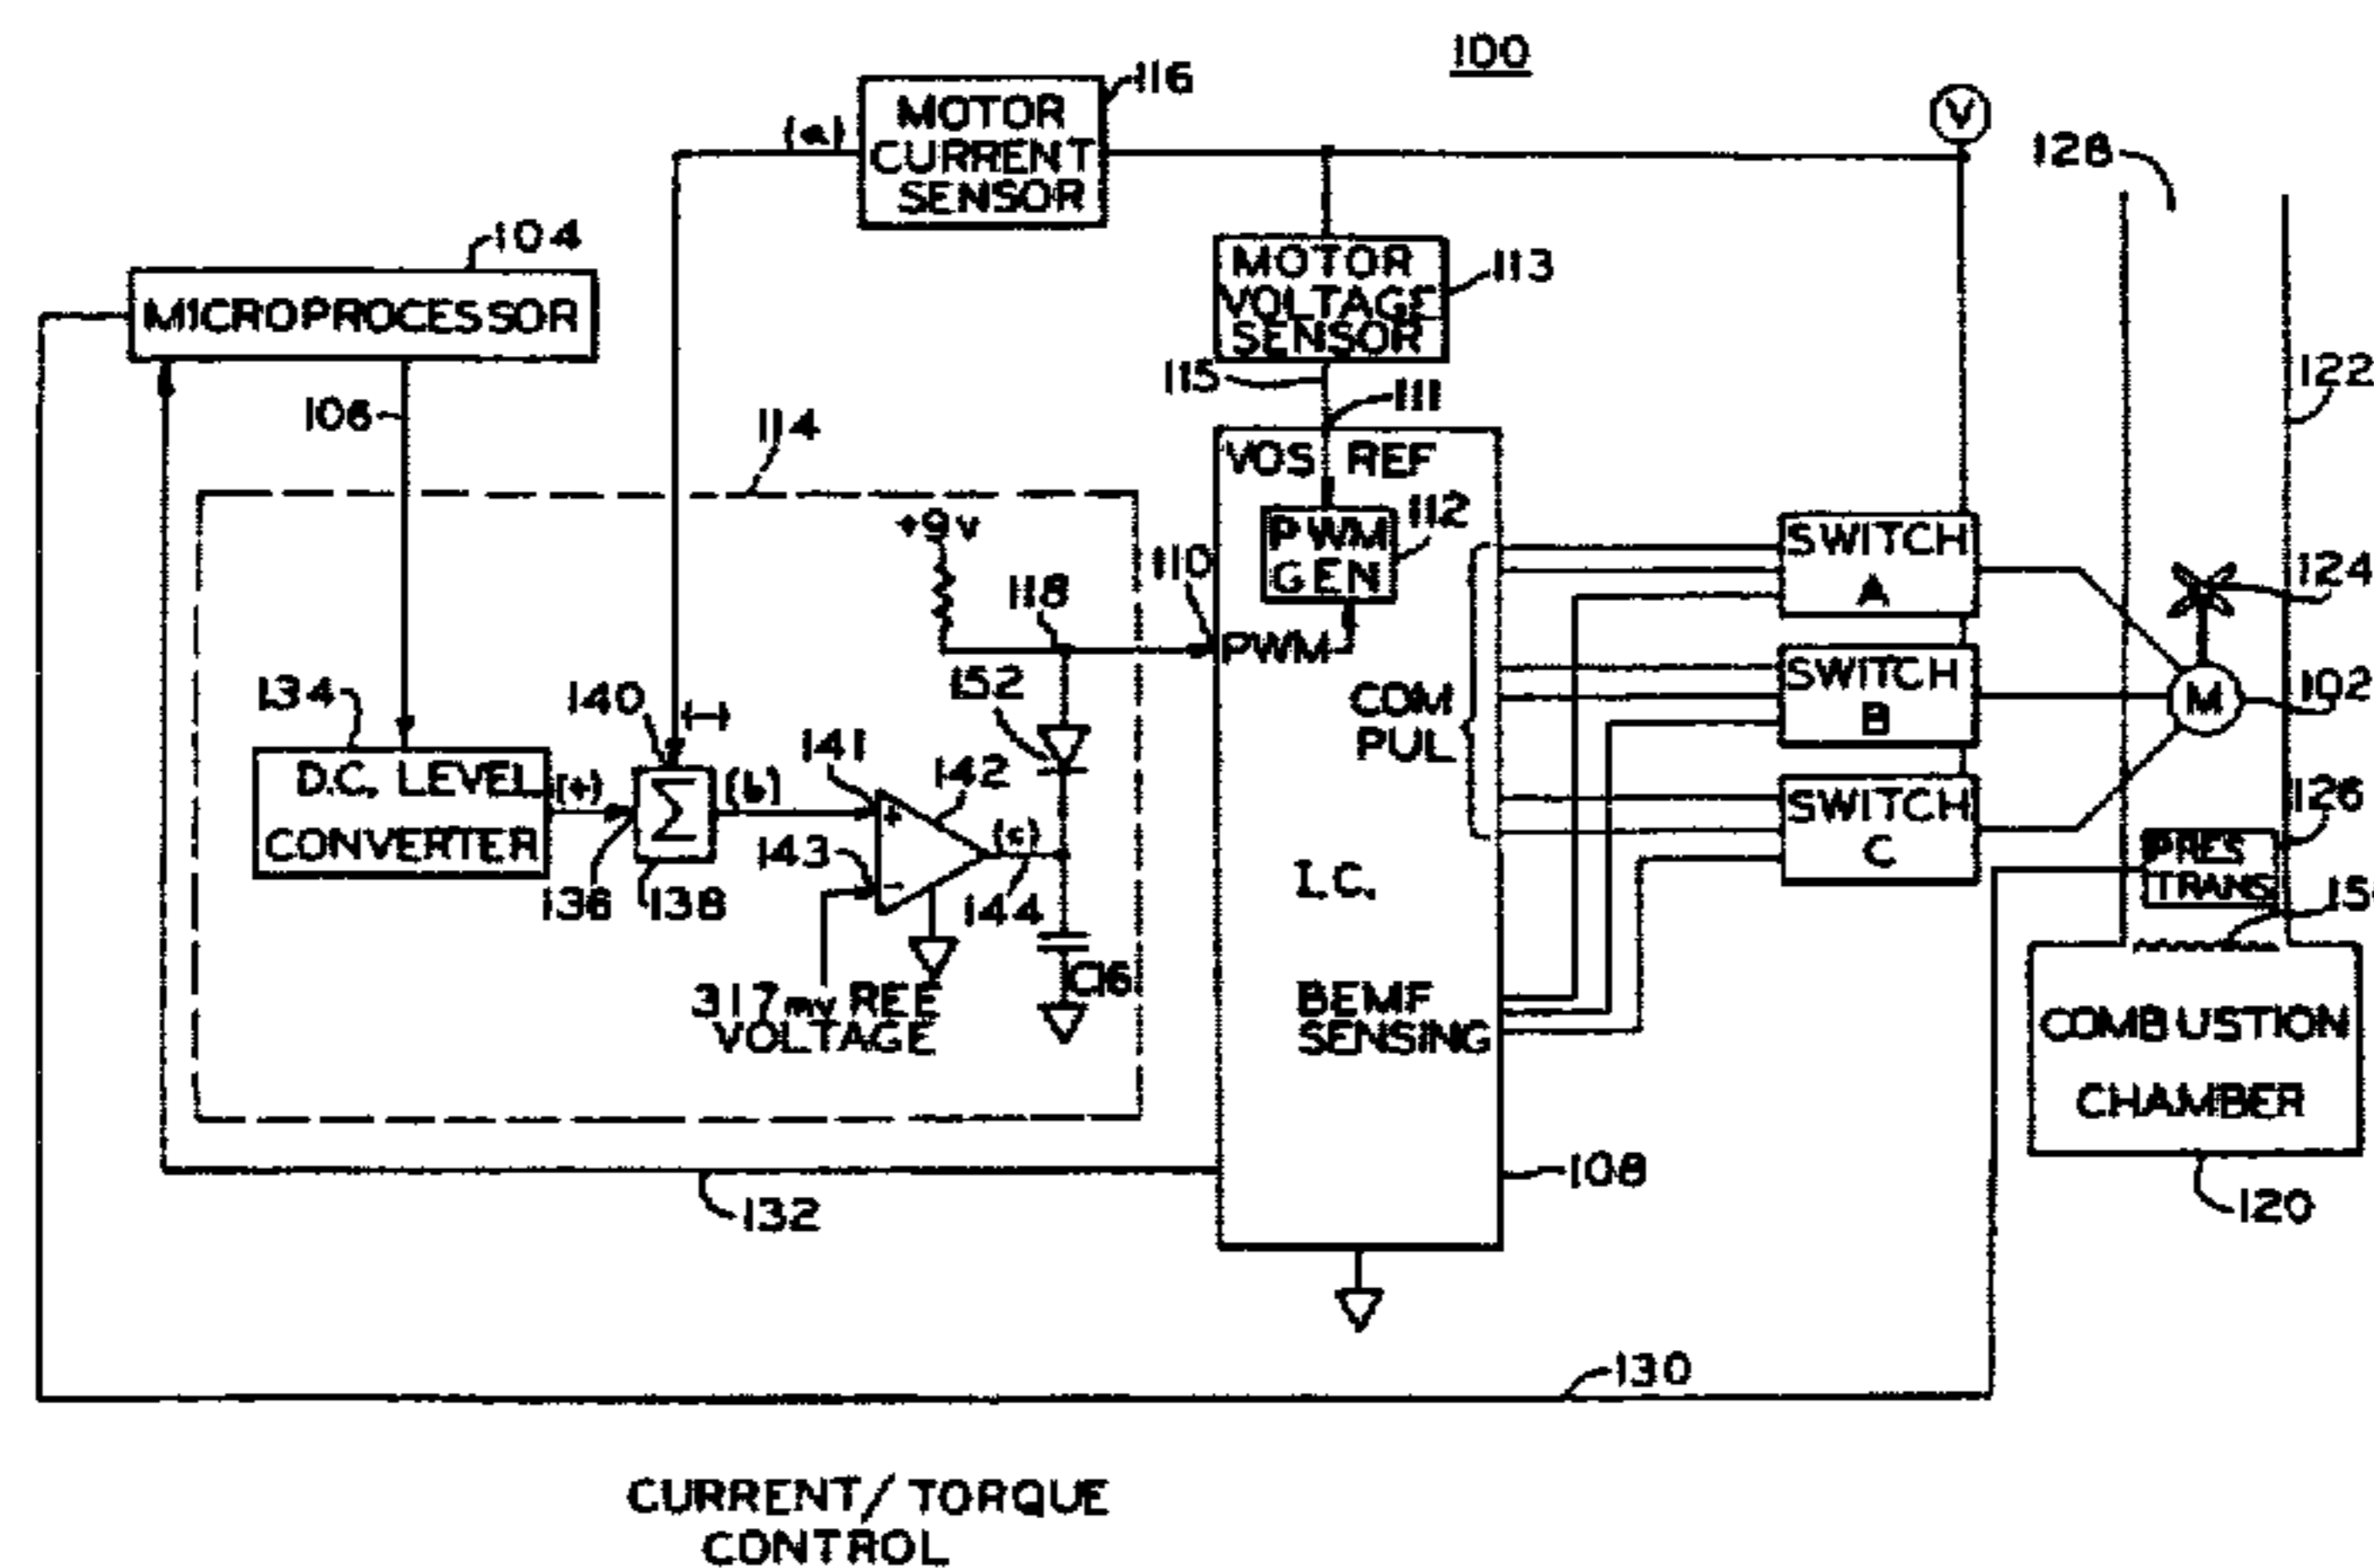 100
116
MOTOR
CURRENT
SENSOR
(a)
V
128
104
MICROPROCESSOR
MOTOR
VOLTAGE
SENSOR
113
115
111
122
106
114
VOS REF
PWM
GEN
112
+9v
118
110
PWM
SWITCH
A
124
152
COM
PUL
SWITCH
B
M
102
134
140
(-)
D.C. LEVEL
CONVERTER
(+)
Σ
(b)
141
+
142
143
-
(c)
136
138
144
SWITCH
C
126
PRES
TRANS
I.C.
317mv REF
VOLTAGE
C16
BEMF
SENSING
COMBUSTION
CHAMBER
108
120
132
130
CURRENT/TORQUE
CONTROL